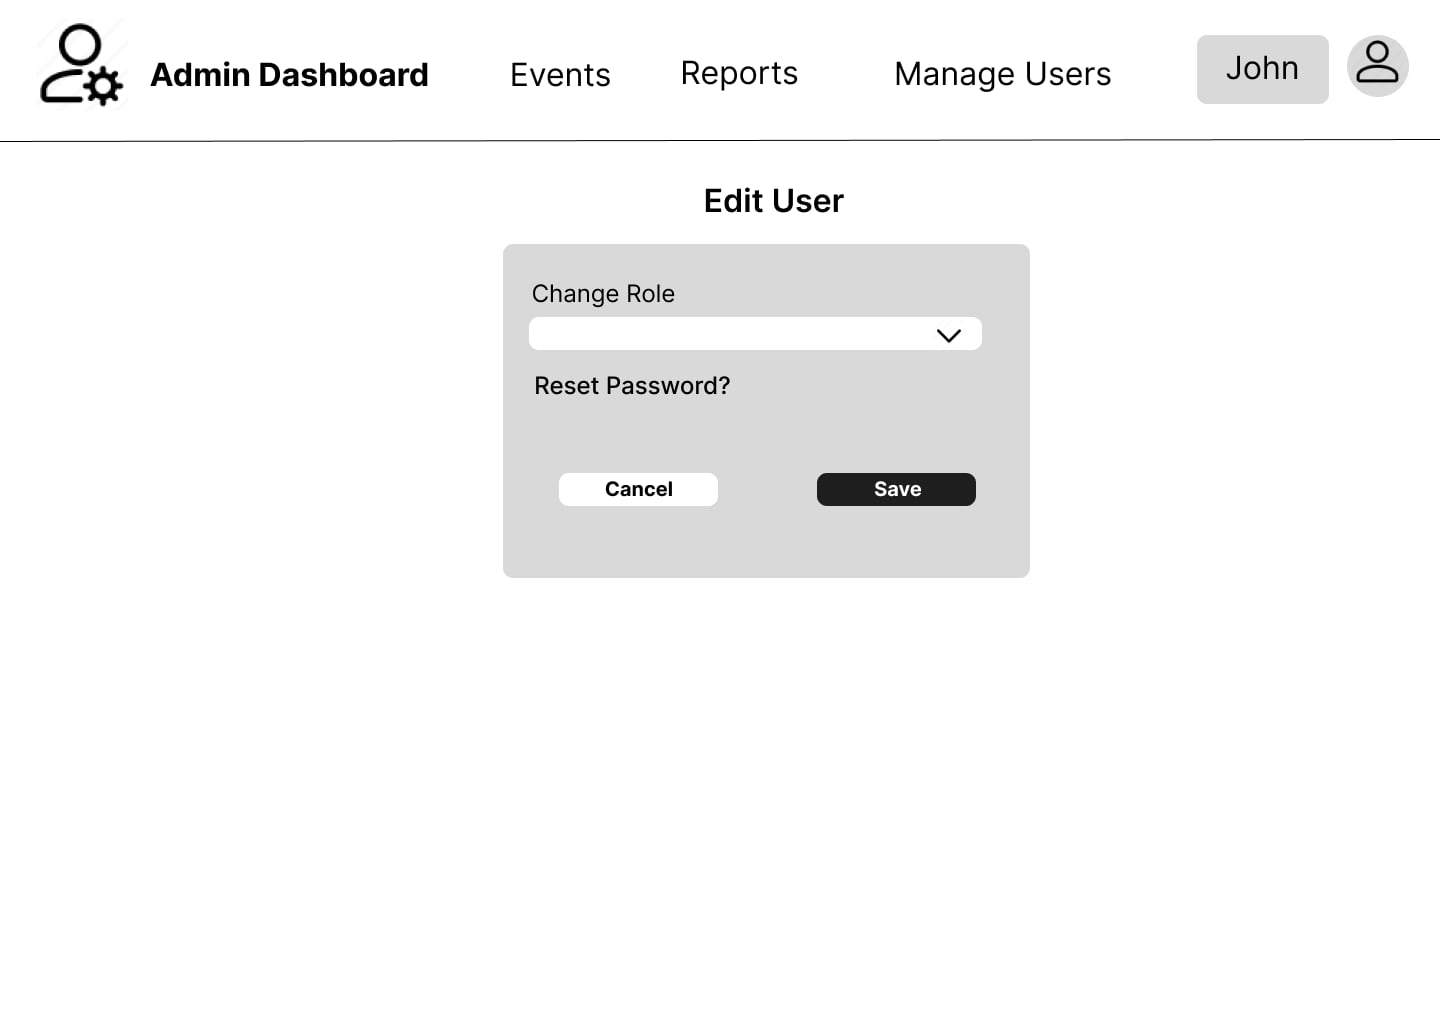 Admin Dashboard
Events
Reports
Manage Users
John
Edit User
Change Role
Reset Password?
Cancel
Save